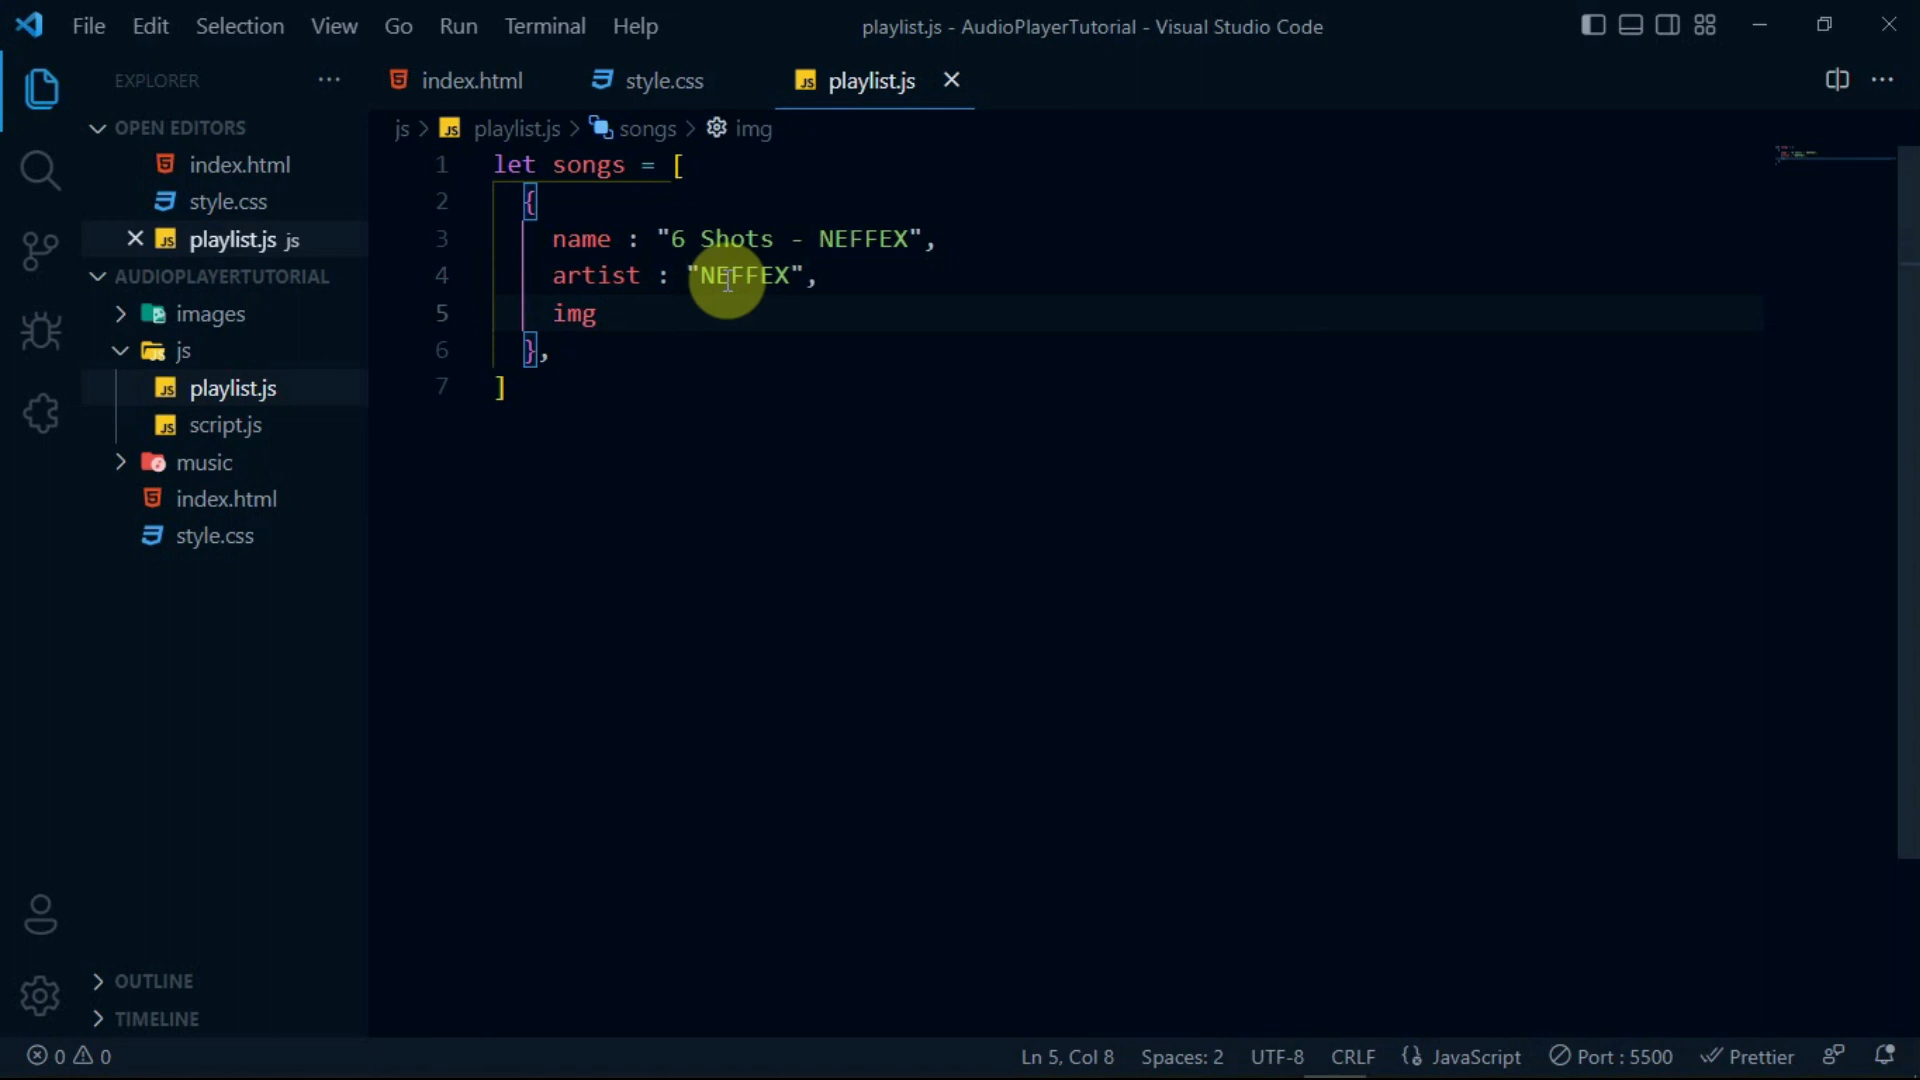 File Edit Selection View Go Run Terminal Help playlist.js - AudioPlayerTutorial - Visual Studio Code
EXPLORER
index.html style.css playlist.js
OPEN EDITORS
index.html
style.css
playlist.js js
AUDIOPLAYERTUTORIAL
images
js
playlist.js
script.js
music
index.html
style.css
OUTLINE
TIMELINE
js > playlist.js > songs > img
1 let songs = [
2 {
3 name : "6 Shots - NEFFEX",
4 artist : "NEFFEX",
5 img
6 },
7 ]
0 0 Ln 5, Col 8 Spaces: 2 UTF-8 CRLF JavaScript Port : 5500 Prettier